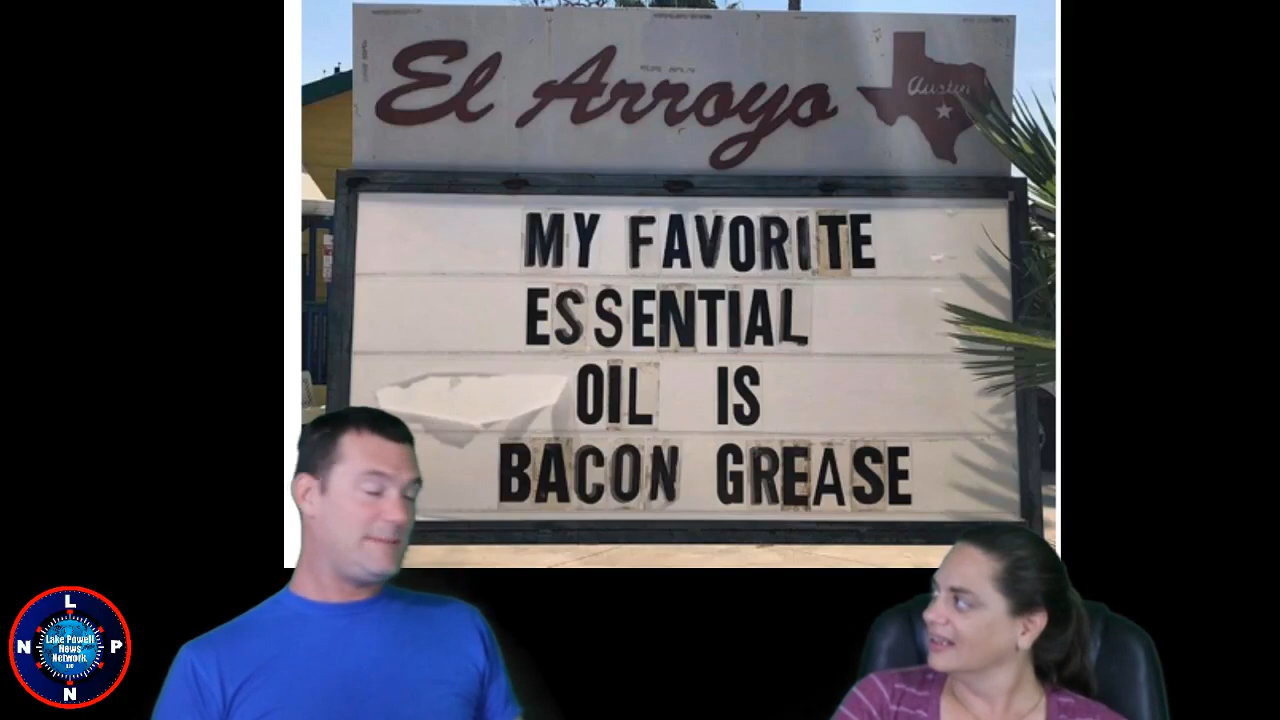 El Arroyo
Austin
MY FAVORITE
ESSENTIAL
OIL IS
BACON GREASE
L
N
P
Lake Powell
News
Network
N